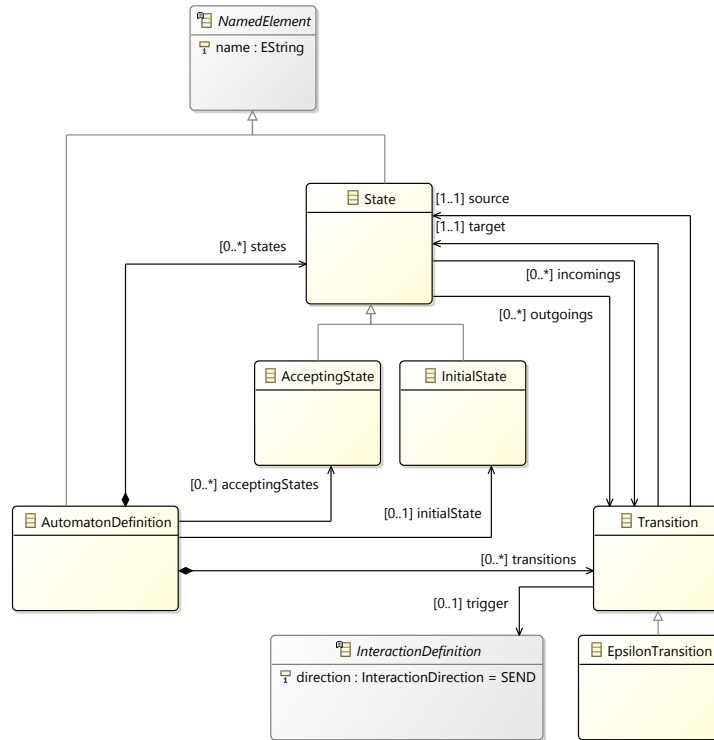 NamedElement
name : EString
State
[1..1] source
[1..1] target
[0..*] states
[0..*] incomings
[0..*] outgoings
AcceptingState
InitialState
[0..*] acceptingStates
[0..1] initialState
AutomatonDefinition
Transition
[0..*] transitions
[0..1] trigger
InteractionDefinition
direction : InteractionDirection = SEND
EpsilonTransition